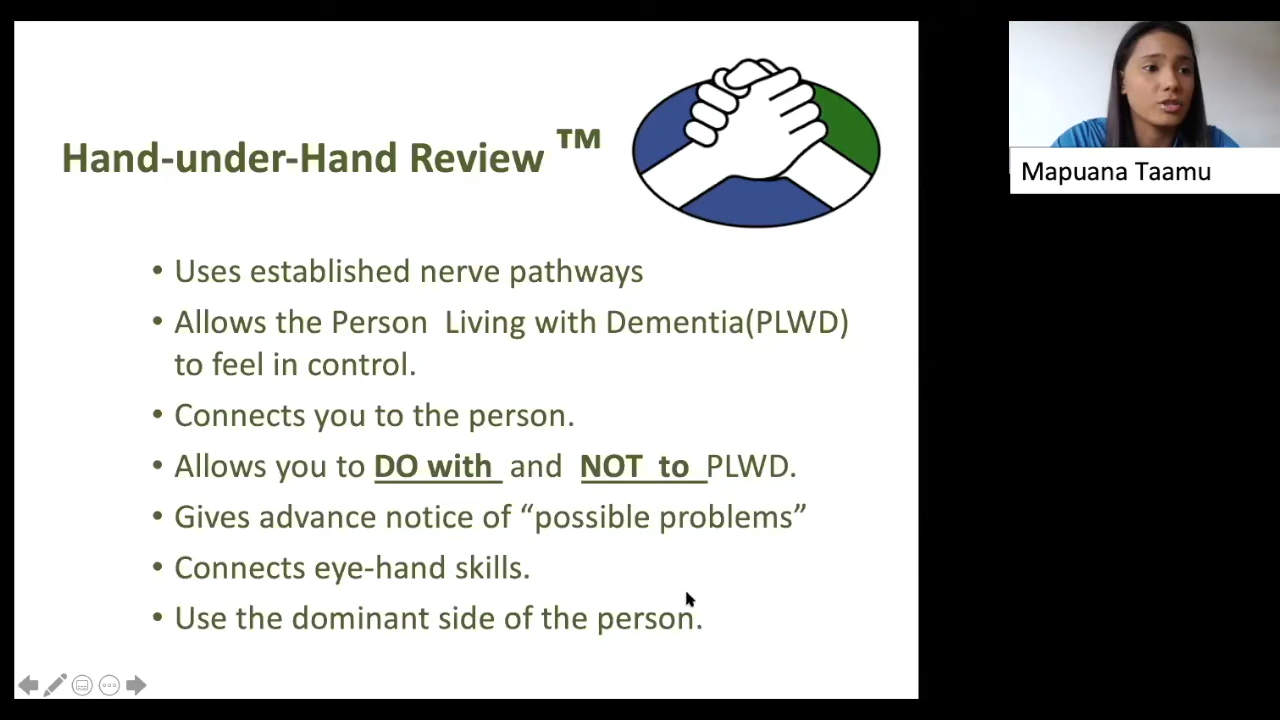 Hand-under-Hand Review ™
• Uses established nerve pathways
• Allows the Person Living with Dementia(PLWD)
to feel in control.
• Connects you to the person.
• Allows you to DO with and NOT to PLWD.
• Gives advance notice of “possible problems”
• Connects eye-hand skills.
• Use the dominant side of the person.
Mapuana Taamu